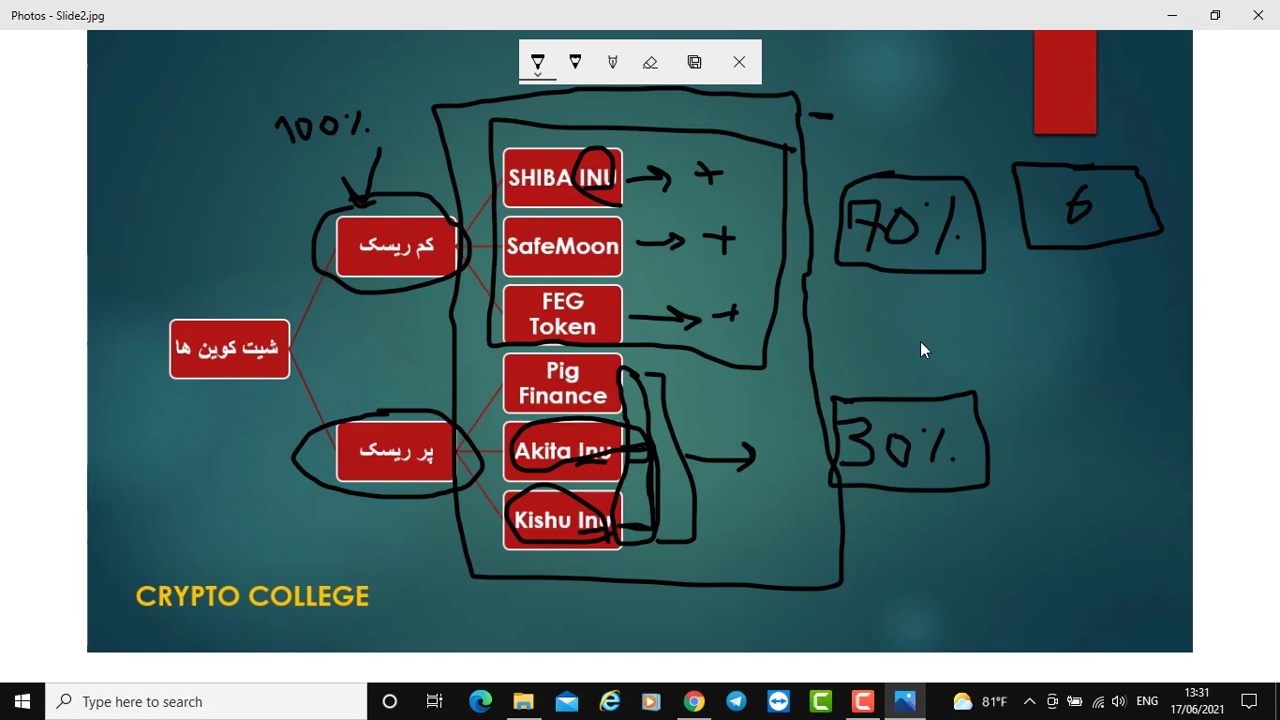 Photos - Slide2.jpg
100%
SHIBA INU
+
70%
6
کم ریسک
SafeMoon
+
FEG
Token
+
شیت کوین ها
Pig
Finance
پر ریسک
Akita Inu
30%
Kishu Inu
CRYPTO COLLEGE
Type here to search
81°F
ENG
13:31
17/06/2021